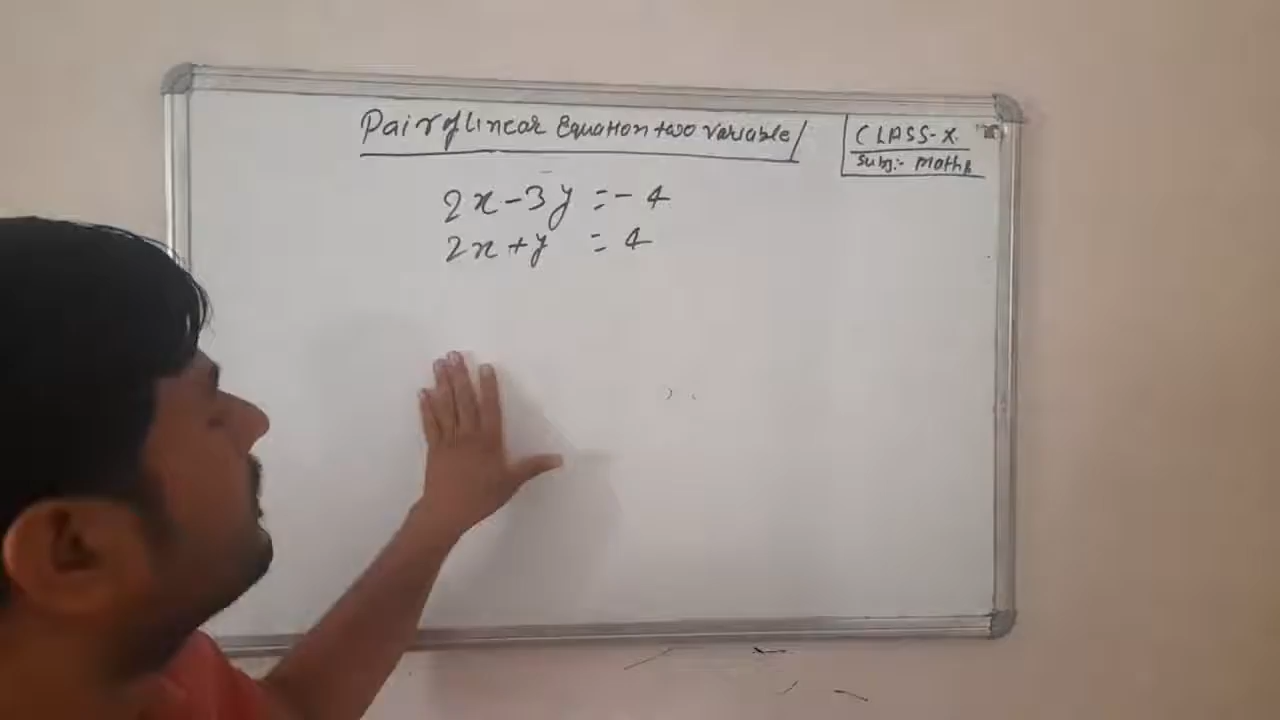 Pair of linear Equation two variable/
CLASS-X
Sub:- Maths
2x-3y =-4
2x+y = 4